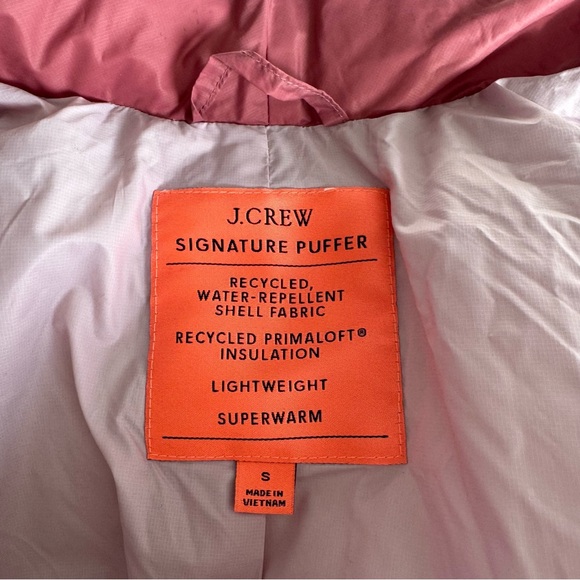 J.CREW
SIGNATURE PUFFER
RECYCLED,
WATER-REPELLENT
SHELL FABRIC
RECYCLED PRIMALOFT®
INSULATION
LIGHTWEIGHT
SUPERWARM
S
MADE IN
VIETNAM